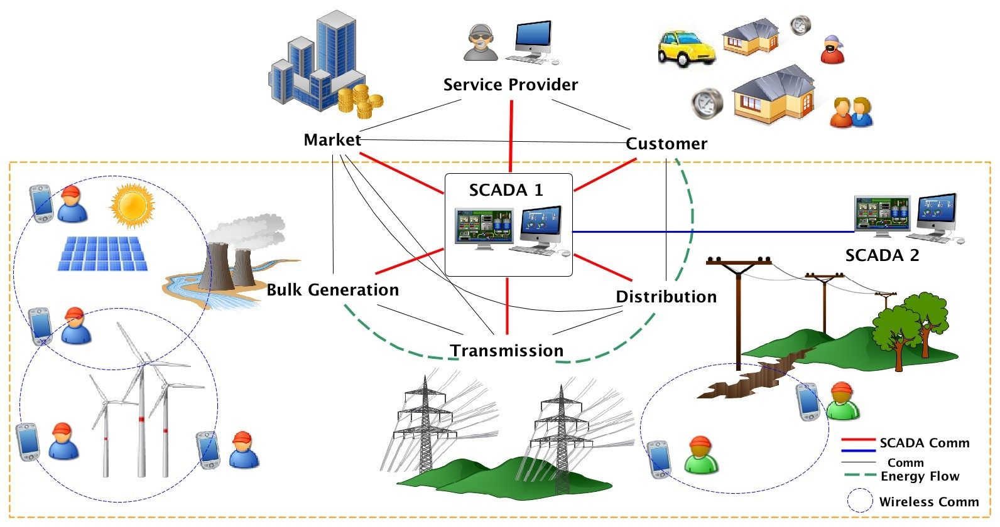 Service Provider
Market
Customer
SCADA 1
SCADA 2
Bulk Generation
Distribution
Transmission
SCADA Comm
Comm
Energy Flow
Wireless Comm